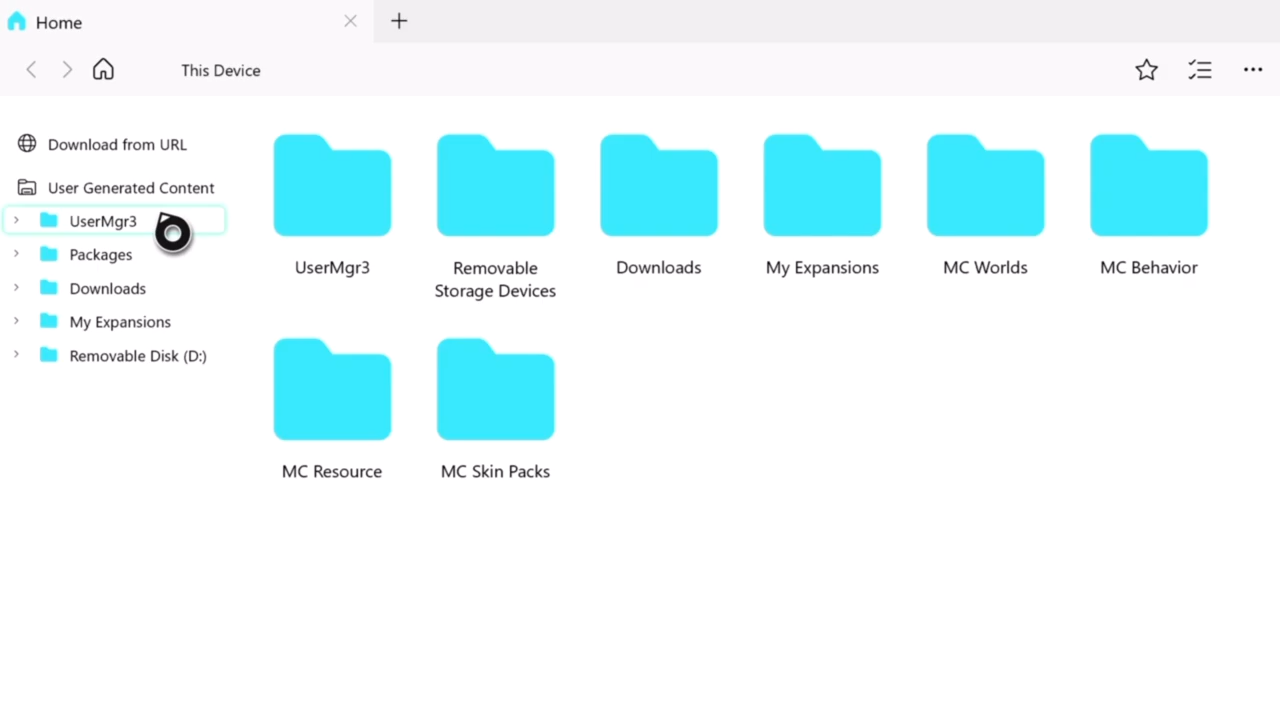 Home
This Device
Download from URL
User Generated Content
UserMgr3
Packages
Downloads
My Expansions
Removable Disk (D:)
UserMgr3
Removable
Storage Devices
Downloads
My Expansions
MC Worlds
MC Behavior
MC Resource
MC Skin Packs